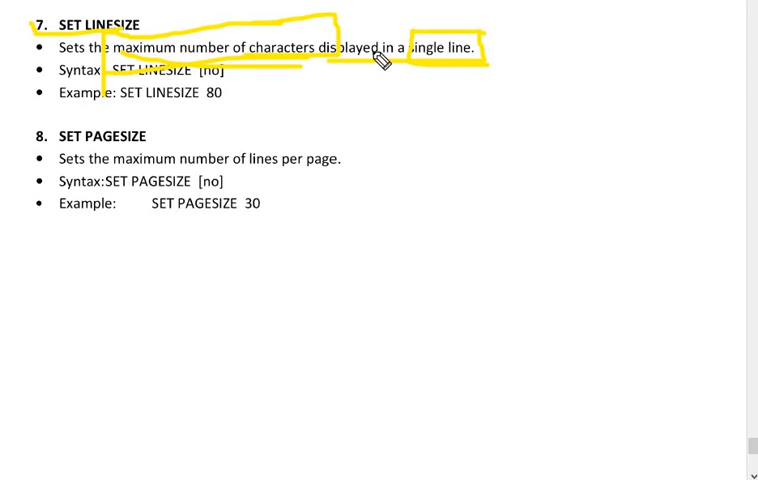 7. SET LINESIZE
• Sets the maximum number of characters displayed in a single line.
• Syntax: SET LINESIZE [no]
• Example: SET LINESIZE 80
8. SET PAGESIZE
• Sets the maximum number of lines per page.
• Syntax:SET PAGESIZE [no]
• Example: SET PAGESIZE 30